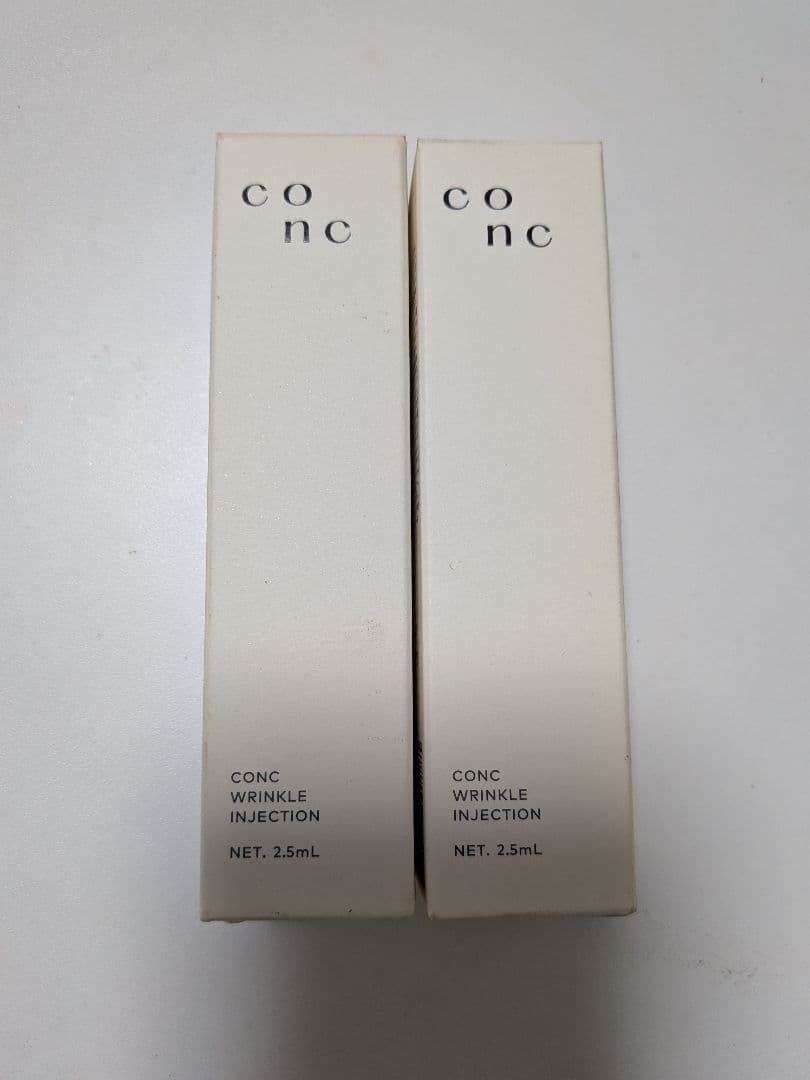 co
nc
CONC
WRINKLE
INJECTION
NET. 2.5mL
co
nc
CONC
WRINKLE
INJECTION
NET. 2.5mL